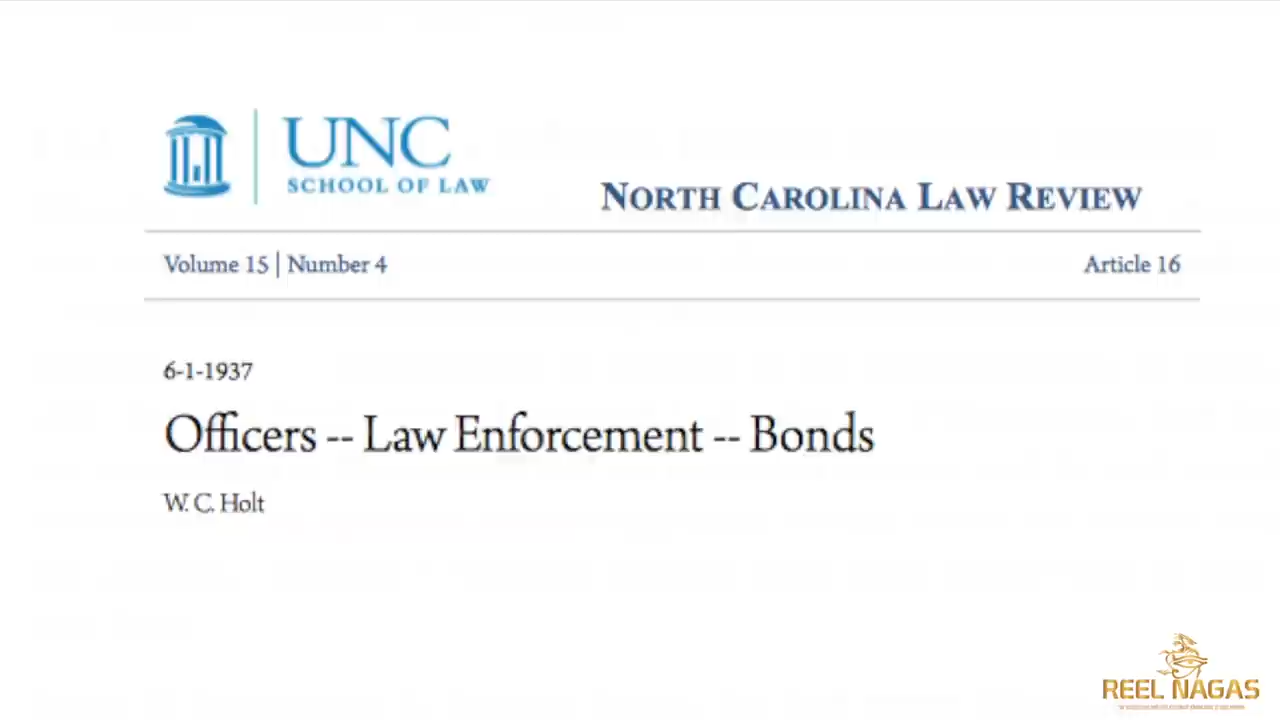 UNC
SCHOOL OF LAW
NORTH CAROLINA LAW REVIEW
Volume 15 | Number 4
Article 16
6-1-1937
Officers -- Law Enforcement -- Bonds
W. C. Holt
REEL NAGAS